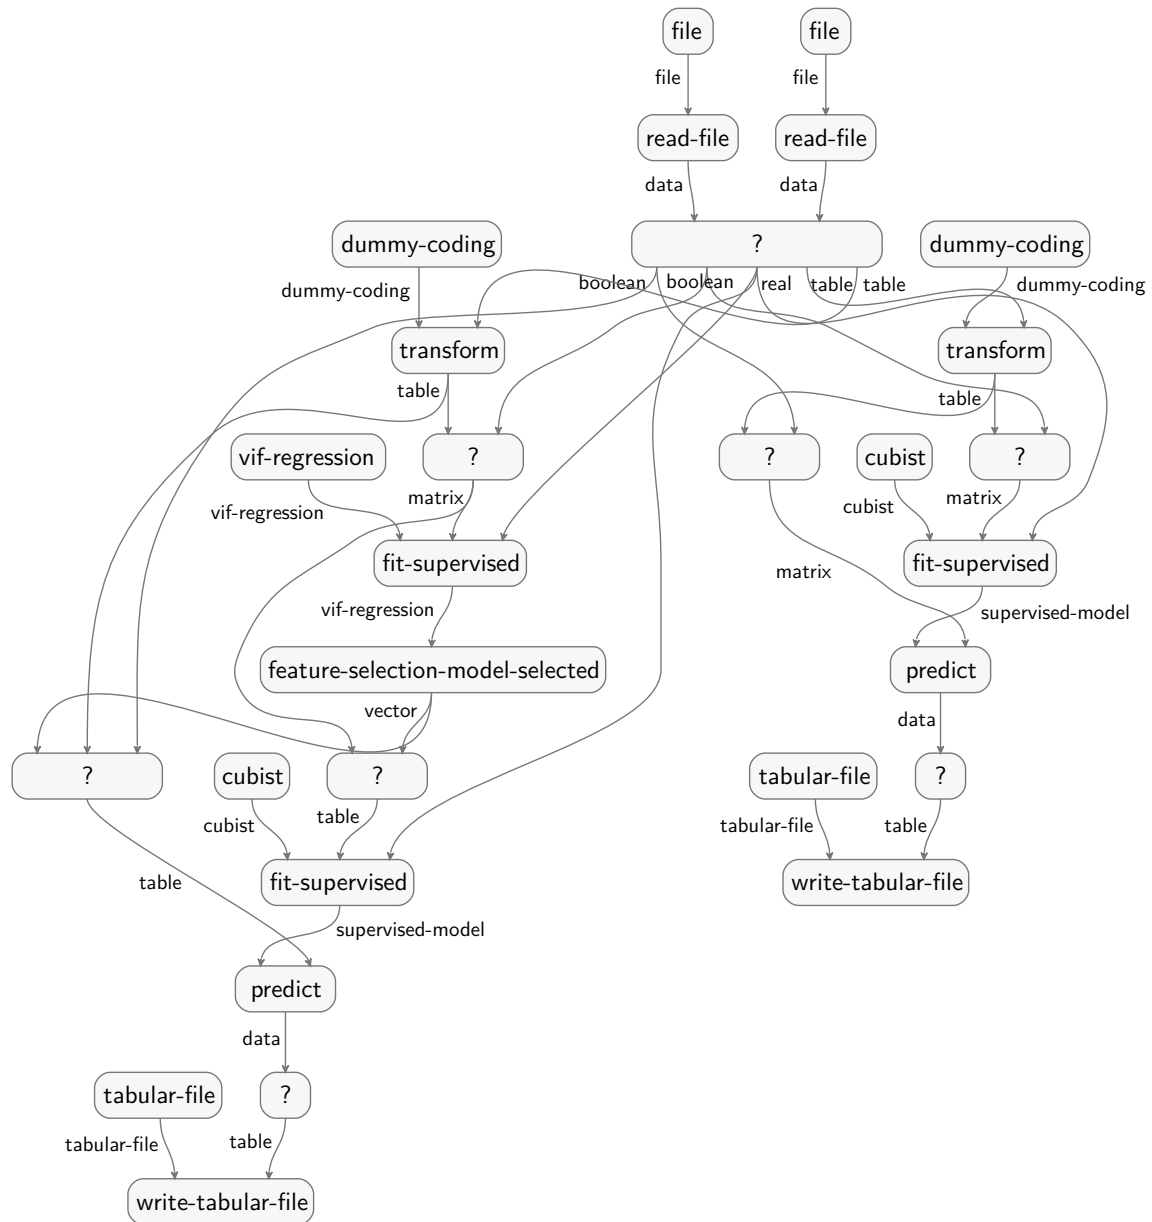 file file
file file
read-file read-file
data data
dummy-coding ? dummy-coding
boolean boolean real table table
dummy-coding dummy-coding
transform transform
table table
vif-regression ? ? cubist ?
matrix matrix
vif-regression cubist
fit-supervised fit-supervised
matrix
vif-regression supervised-model
feature-selection-model-selected predict
vector data
? cubist ? tabular-file ?
table
cubist tabular-file table
fit-supervised write-tabular-file
table
supervised-model
predict
data
tabular-file ?
tabular-file table
write-tabular-file